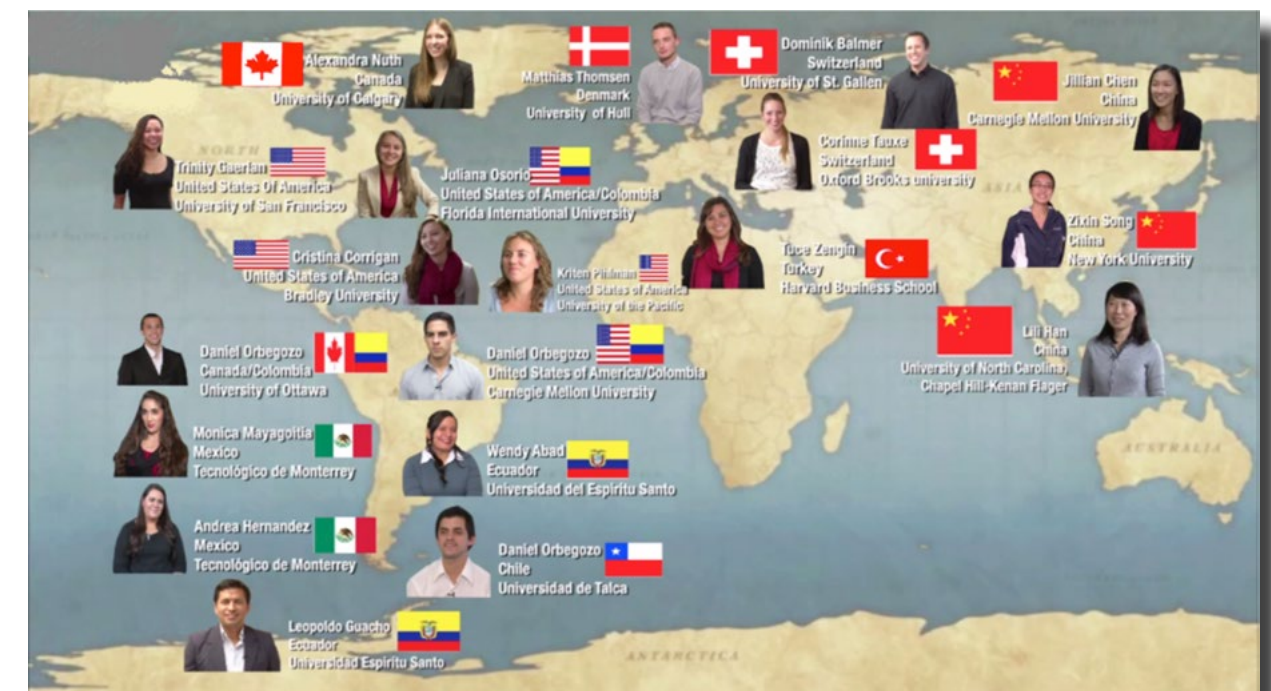 Alexandra Nuth
Canada
University of Calgary
Matthias Thomsen
Denmark
University of Hull
Dominik Balmer
Switzerland
University of St. Gallen
Jillian Chen
China
Carnegie Mellon University
NORTH
Trinity Guerlan
United States Of America
University of San Francisco
Juliana Osorio
United States of America/Colombia
Florida International University
Corinne Tauxe
Switzerland
Oxford Brooks university
ASIA
Zixin Song
China
New York University
Cristina Corrigan
United States of America
Bradley University
Kriten
United States of America
University of the Pacific
Tuce Zengin
Turkey
Harvard Business School
Lili Han
China
University of North Carolina,
Chapel Hill-Kenan Flager
Daniel Orbegozo
Canada/Colombia
University of Ottawa
Daniel Orbegozo
United States of America/Colombia
Carnegie Mellon University
Monica Mayagoitia
Mexico
Tecnológico de Monterrey
Wendy Abad
Ecuador
Universidad del Espiritu Santo
AUSTRALIA
Andrea Hernandez
Mexico
Tecnológico de Monterrey
Daniel Orbegozo
Chile
Universidad de Talca
Leopoldo Guacho
Ecuador
Universidad Espiritu Santo
ANTARCTICA